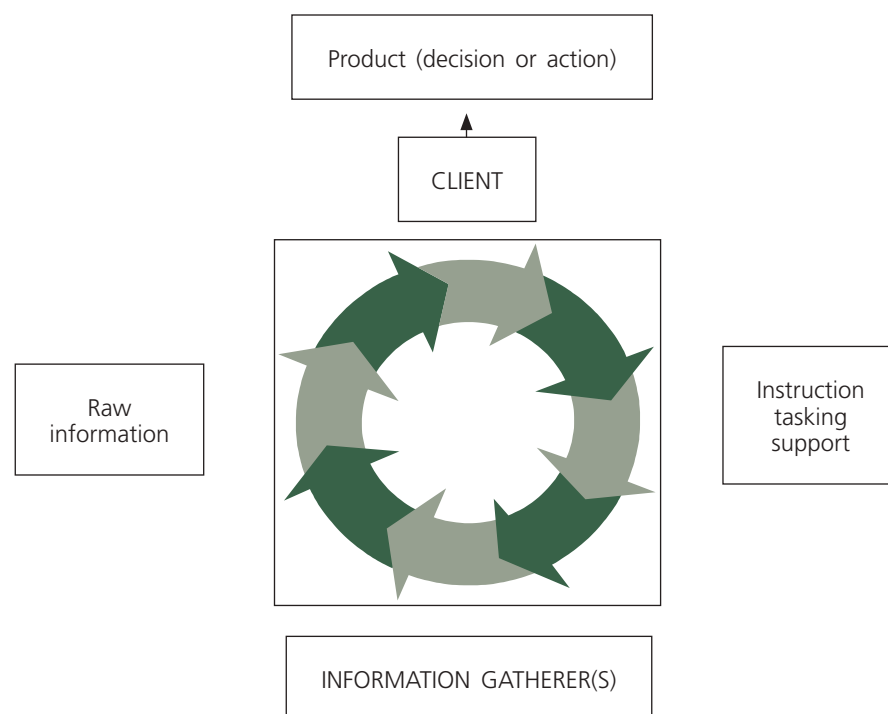 Product (decision or action)
CLIENT
Raw
information
Instruction
tasking
support
INFORMATION GATHERER(S)